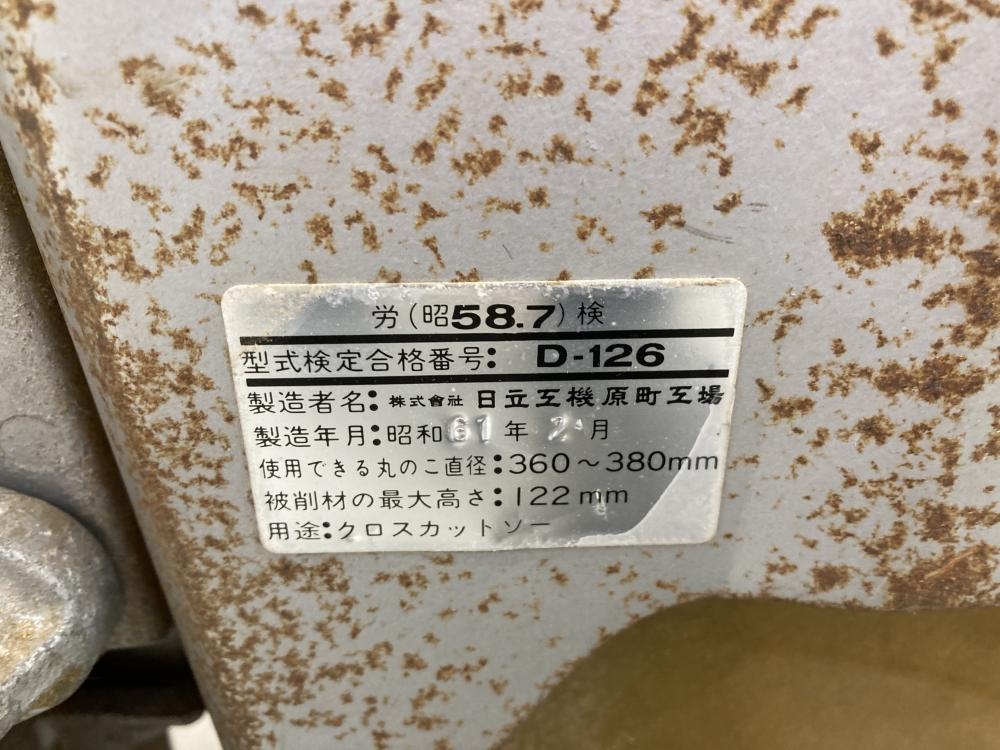 労(昭58.7)検
型式検定合格番号: D-126
製造者名: 株式會社 日立工機 原町工場
製造年月:昭和61年2月
使用できる丸のこ直径:360〜380mm
被削材の最大高さ:122mm
用途:クロスカットソー